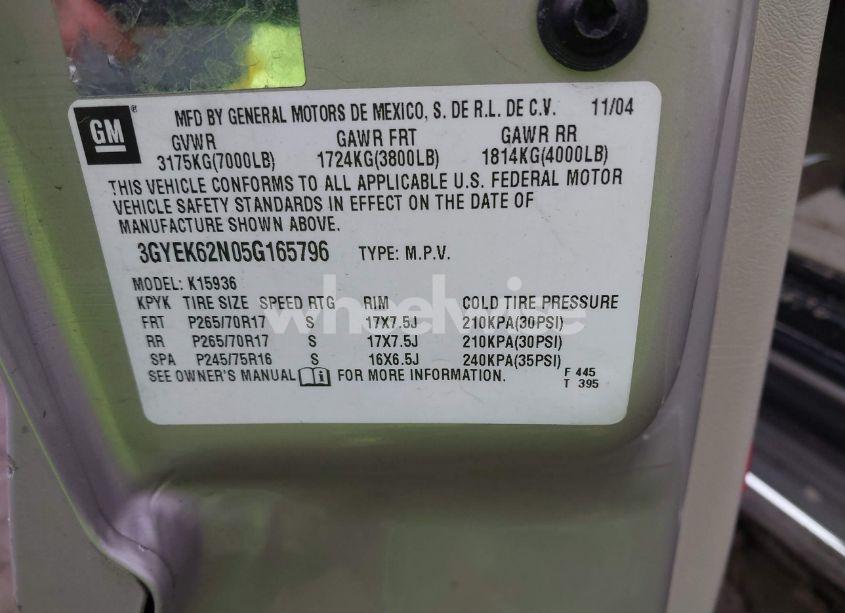 GM
MFD BY GENERAL MOTORS DE MEXICO, S. DE R.L. DE C.V. 11/04
GVWR GAWR FRT GAWR RR
3175KG(7000LB) 1724KG(3800LB) 1814KG(4000LB)
THIS VEHICLE CONFORMS TO ALL APPLICABLE U.S. FEDERAL MOTOR
VEHICLE SAFETY STANDARDS IN EFFECT ON THE DATE OF
MANUFACTURE SHOWN ABOVE.
3GYEK62N05G165796 TYPE: M.P.V.
MODEL: K15936
KPYK TIRE SIZE SPEED RTG RIM COLD TIRE PRESSURE
FRT P265/70R17 S 17X7.5J 210KPA(30PSI)
RR P265/70R17 S 17X7.5J 210KPA(30PSI)
SPA P245/75R16 S 16X6.5J 240KPA(35PSI)
SEE OWNER'S MANUAL FOR MORE INFORMATION.
F 445
T 395
wheelwise